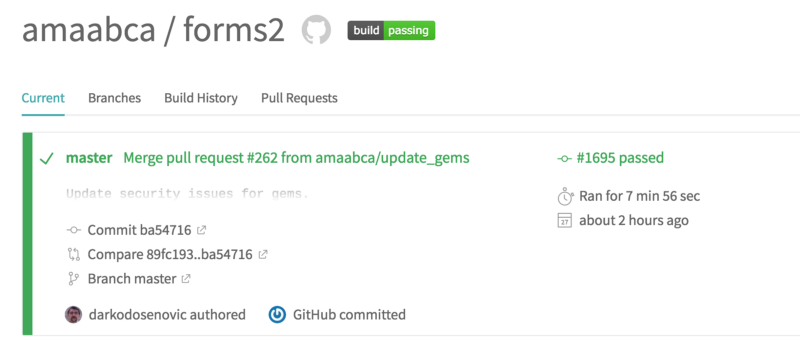 amaabca / forms2 build passing
Current Branches Build History Pull Requests
master Merge pull request #262 from amaabca/update_gems #1695 passed
Update security issues for gems. Ran for 7 min 56 sec
27 about 2 hours ago
Commit ba54716
Compare 89fc193..ba54716
Branch master
darkodosenovic authored GitHub committed